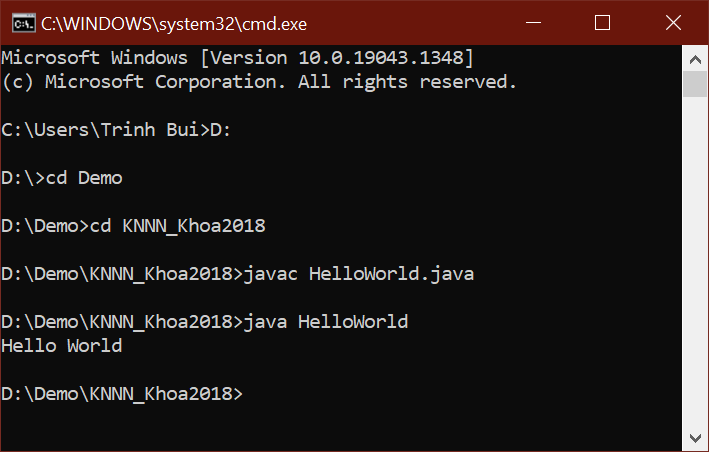 C:\WINDOWS\system32\cmd.exe
Microsoft Windows [Version 10.0.19043.1348]
(c) Microsoft Corporation. All rights reserved.
C:\Users\Trinh Bui>D:
D:\>cd Demo
D:\Demo>cd KNNN_Khoa2018
D:\Demo\KNNN_Khoa2018>javac HelloWorld.java
D:\Demo\KNNN_Khoa2018>java HelloWorld
Hello World
D:\Demo\KNNN_Khoa2018>